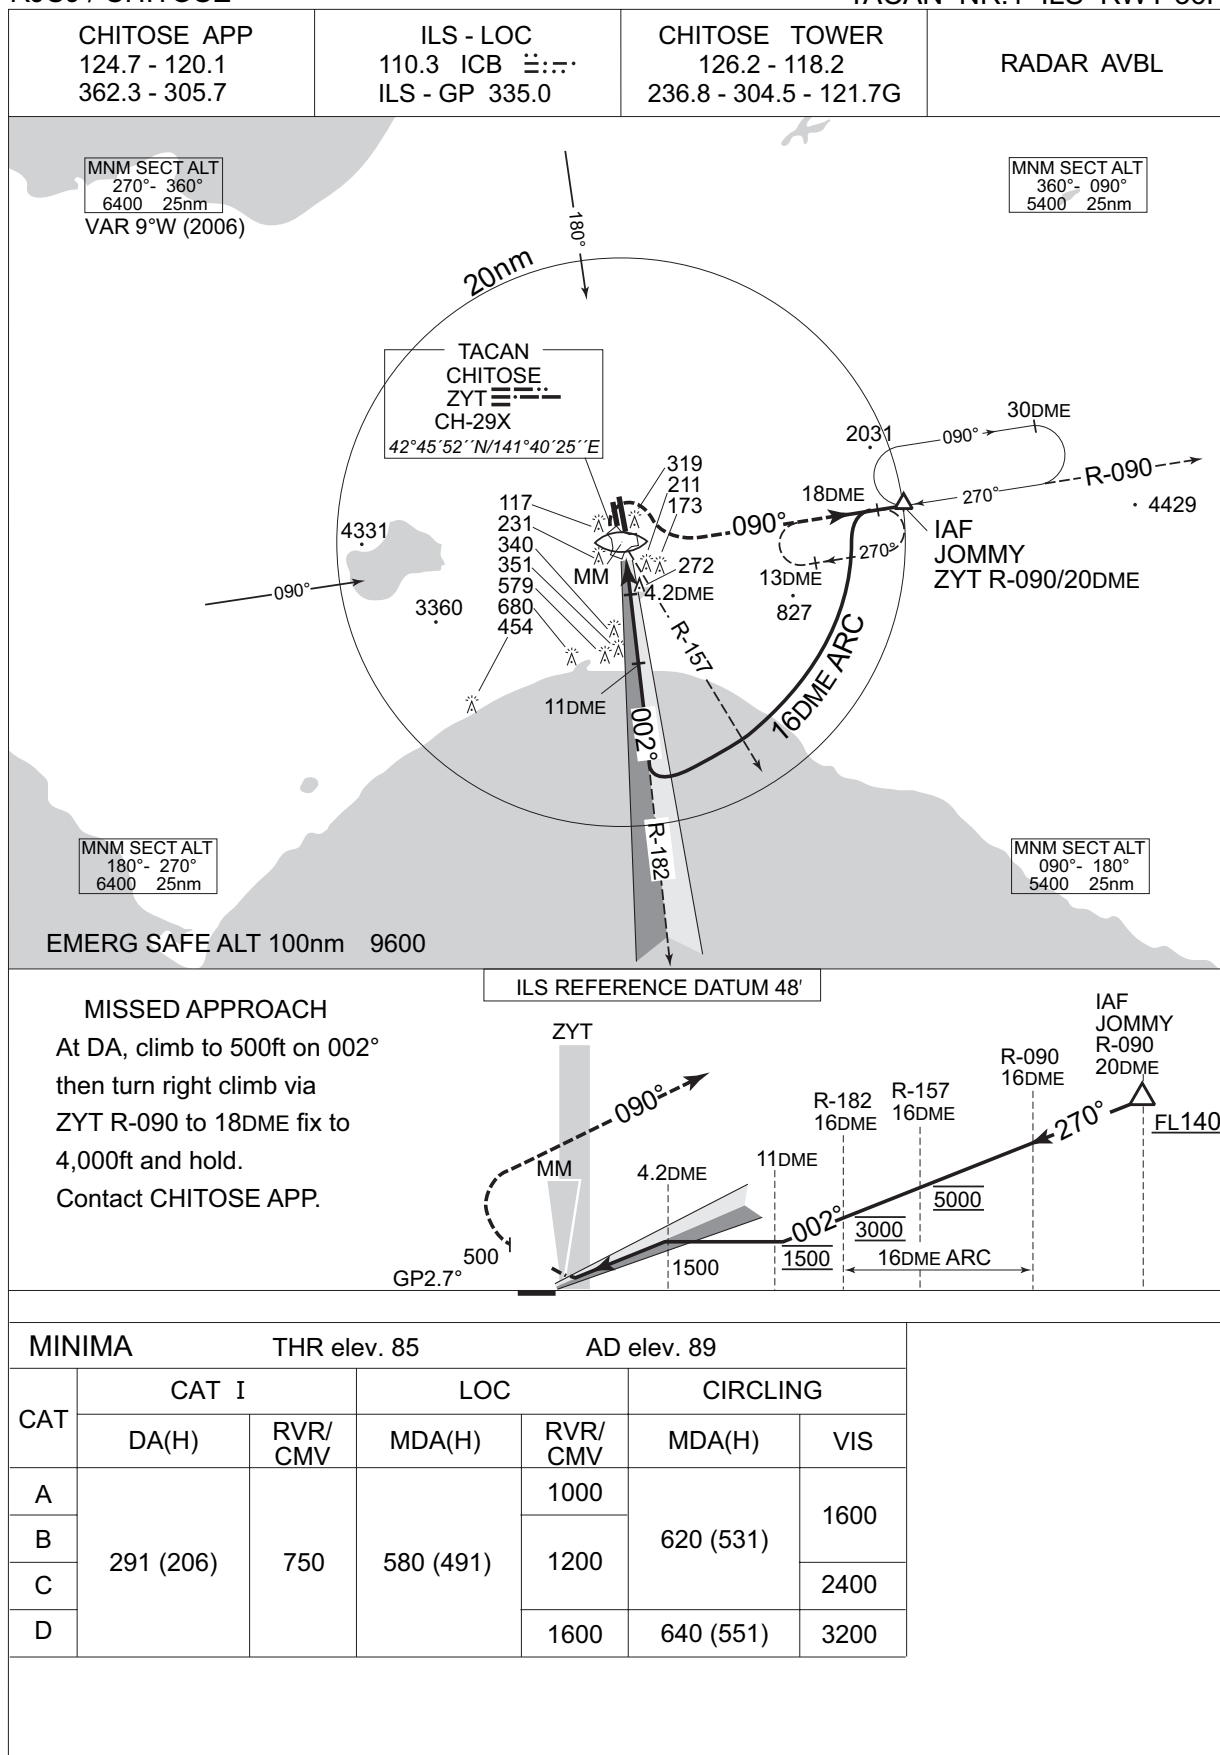 CHITOSE APP
124.7 - 120.1
362.3 - 305.7
ILS - LOC
110.3 ICB
ILS - GP 335.0
CHITOSE TOWER
126.2 - 118.2
236.8 - 304.5 - 121.7G
RADAR AVBL
MNM SECT ALT
270°- 360°
6400 25nm
VAR 9°W (2006)
MNM SECT ALT
360°- 090°
5400 25nm
180°
20nm
TACAN
CHITOSE
ZYT
CH-29X
42°45´52´´N/141°40´25´´E
30DME
2031
090°
R-090
270°
4429
319
211
173
18DME
090°
IAF
JOMMY
ZYT R-090/20DME
117
231
340
351
579
680
454
4331
090°
3360
MM
272
4.2DME
270°
13DME
827
R-157
16DME ARC
11DME
002°
R-182
MNM SECT ALT
180°- 270°
6400 25nm
MNM SECT ALT
090°- 180°
5400 25nm
EMERG SAFE ALT 100nm 9600
ILS REFERENCE DATUM 48'
MISSED APPROACH
At DA, climb to 500ft on 002°
then turn right climb via
ZYT R-090 to 18DME fix to
4,000ft and hold.
Contact CHITOSE APP.
ZYT
090°
MM
500
GP2.7°
4.2DME
1500
11DME
1500
002°
R-182
16DME
3000
R-157
16DME
5000
16DME ARC
R-090
16DME
270°
IAF
JOMMY
R-090
20DME
FL140
MINIMA THR elev. 85 AD elev. 89
CAT CAT I LOC CIRCLING
DA(H) RVR/CMV MDA(H) RVR/CMV MDA(H) VIS
A 1000
B 291 (206) 750 580 (491) 1200 620 (531) 1600
C 2400
D 1600 640 (551) 3200